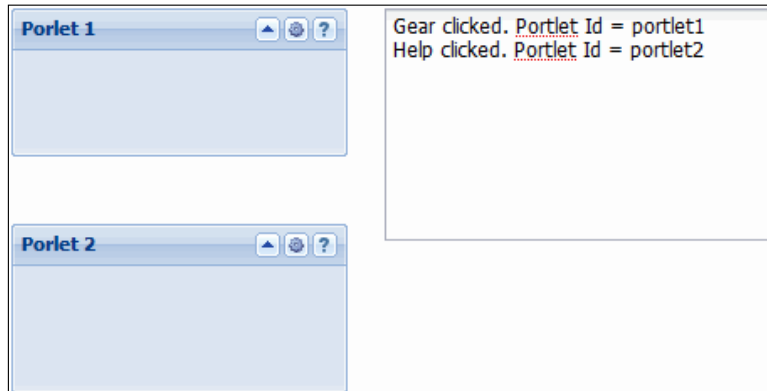 Porlet 1
?
Gear clicked. Portlet Id = portlet1
Help clicked. Portlet Id = portlet2
Porlet 2
?